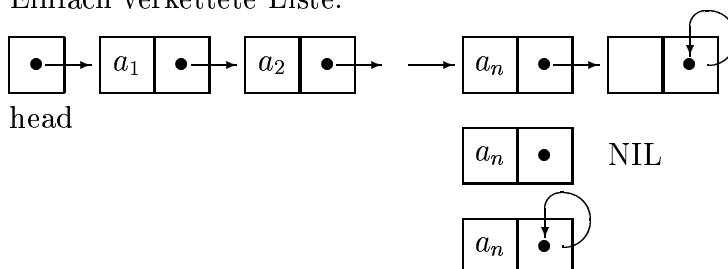 Einfach verkettete Liste:
a₁ a₂ aₙ
head
aₙ NIL
aₙ